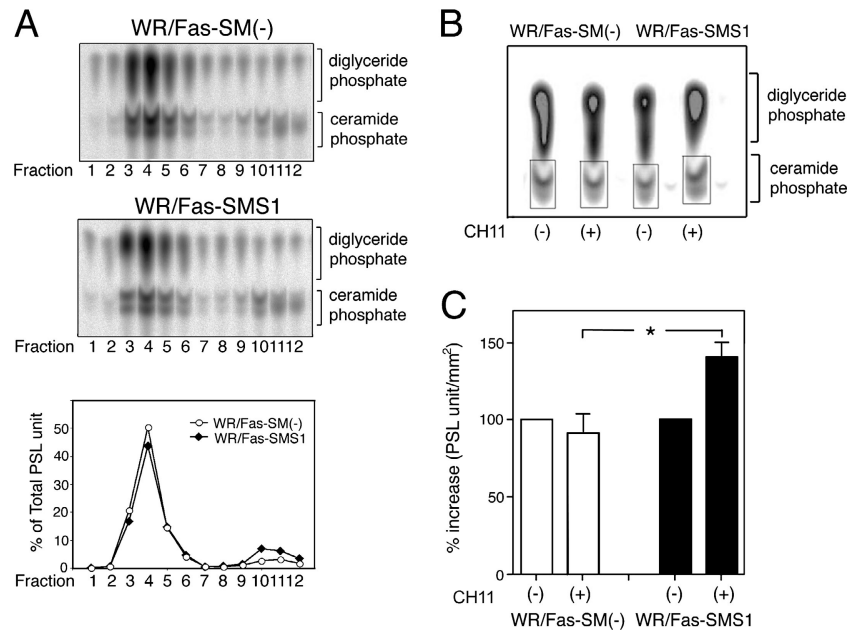 A
WR/Fas-SM(-)
diglyceride
phosphate
ceramide
phosphate
Fraction 1 2 3 4 5 6 7 8 9 10 11 12
WR/Fas-SMS1
diglyceride
phosphate
ceramide
phosphate
Fraction 1 2 3 4 5 6 7 8 9 10 11 12
% of Total PSL unit
50
40
30
20
10
0
WR/Fas-SM(-)
WR/Fas-SMS1
Fraction 1 2 3 4 5 6 7 8 9 10 11 12
B
WR/Fas-SM(-) WR/Fas-SMS1
diglyceride
phosphate
ceramide
phosphate
CH11 (-) (+) (-) (+)
C
% increase (PSL unit/mm²)
150
100
50
0
*
CH11 (-) (+) (-) (+)
WR/Fas-SM(-) WR/Fas-SMS1